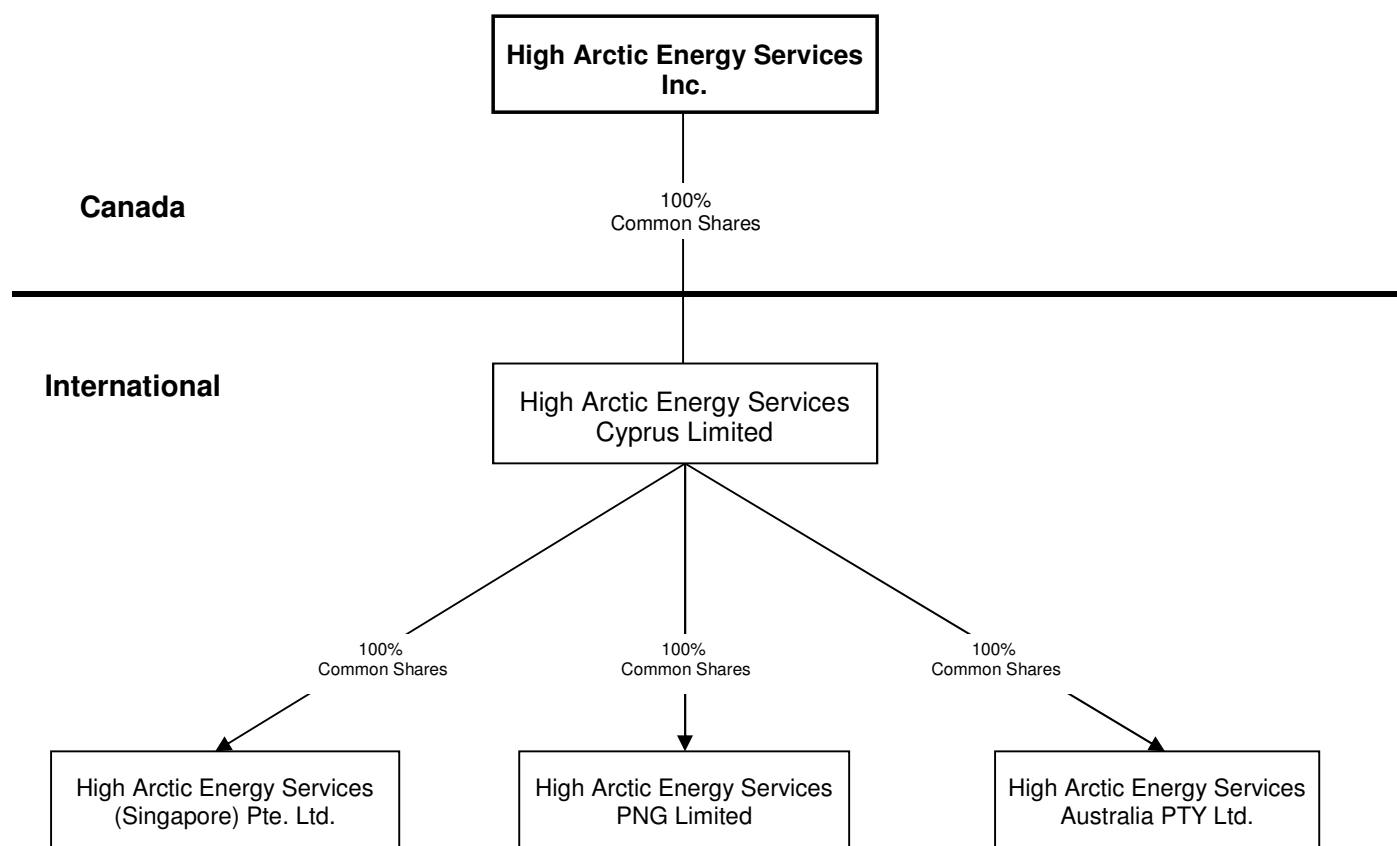 High Arctic Energy Services
Inc.
Canada
100%
Common Shares
International
High Arctic Energy Services
Cyprus Limited
100%
Common Shares
100%
Common Shares
100%
Common Shares
High Arctic Energy Services
(Singapore) Pte. Ltd.
High Arctic Energy Services
PNG Limited
High Arctic Energy Services
Australia PTY Ltd.